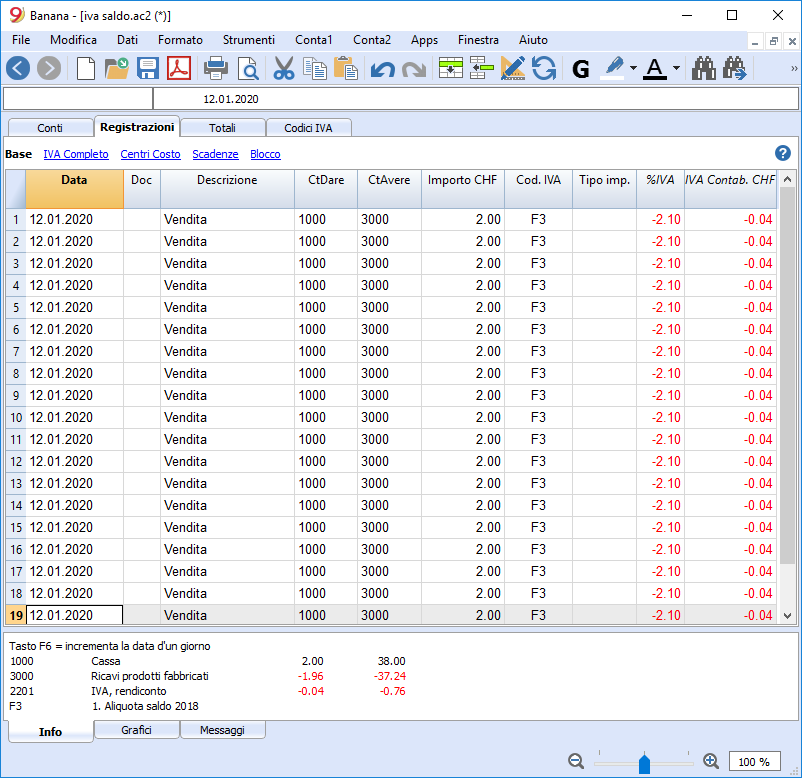 Banana - [iva saldo.ac2 (*)]
File Modifica Dati Formato Strumenti Conta1 Conta2 Apps Finestra Aiuto
G A
12.01.2020
Conti Registrazioni Totali Codici IVA
Base IVA Completo Centri Costo Scadenze Blocco
Data Doc Descrizione CtDare CtAvere Importo CHF Cod. IVA Tipo imp. %IVA IVA Contab. CHF
1 12.01.2020 Vendita 1000 3000 2.00 F3 -2.10 -0.04
2 12.01.2020 Vendita 1000 3000 2.00 F3 -2.10 -0.04
3 12.01.2020 Vendita 1000 3000 2.00 F3 -2.10 -0.04
4 12.01.2020 Vendita 1000 3000 2.00 F3 -2.10 -0.04
5 12.01.2020 Vendita 1000 3000 2.00 F3 -2.10 -0.04
6 12.01.2020 Vendita 1000 3000 2.00 F3 -2.10 -0.04
7 12.01.2020 Vendita 1000 3000 2.00 F3 -2.10 -0.04
8 12.01.2020 Vendita 1000 3000 2.00 F3 -2.10 -0.04
9 12.01.2020 Vendita 1000 3000 2.00 F3 -2.10 -0.04
10 12.01.2020 Vendita 1000 3000 2.00 F3 -2.10 -0.04
11 12.01.2020 Vendita 1000 3000 2.00 F3 -2.10 -0.04
12 12.01.2020 Vendita 1000 3000 2.00 F3 -2.10 -0.04
13 12.01.2020 Vendita 1000 3000 2.00 F3 -2.10 -0.04
14 12.01.2020 Vendita 1000 3000 2.00 F3 -2.10 -0.04
15 12.01.2020 Vendita 1000 3000 2.00 F3 -2.10 -0.04
16 12.01.2020 Vendita 1000 3000 2.00 F3 -2.10 -0.04
17 12.01.2020 Vendita 1000 3000 2.00 F3 -2.10 -0.04
18 12.01.2020 Vendita 1000 3000 2.00 F3 -2.10 -0.04
19 12.01.2020 Vendita 1000 3000 2.00 F3 -2.10 -0.04
Tasto F6 = incrementa la data d'un giorno
1000 Cassa 2.00 38.00
3000 Ricavi prodotti fabbricati -1.96 -37.24
2201 IVA, rendiconto -0.04 -0.76
F3 1. Aliquota saldo 2018
Info Grafici Messaggi
100 %